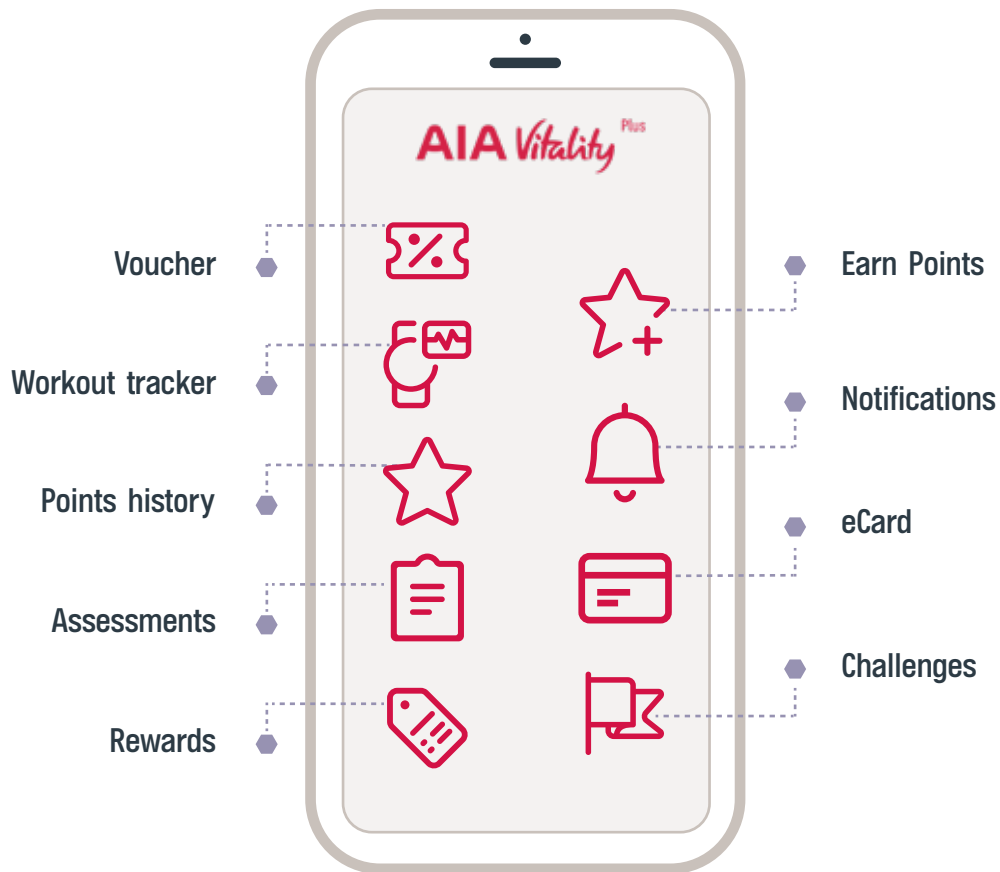 AIA Vitality Plus
Voucher
Workout tracker
Points history
Assessments
Rewards
Earn Points
Notifications
eCard
Challenges